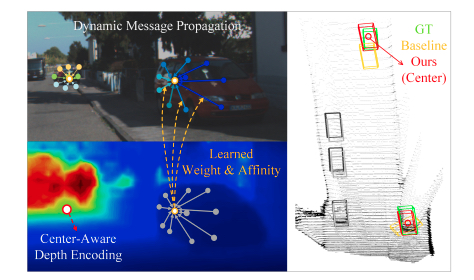 Dynamic Message Propagation
GT
Baseline
Ours
(Center)
Learned
Weight & Affinity
Center-Aware
Depth Encoding